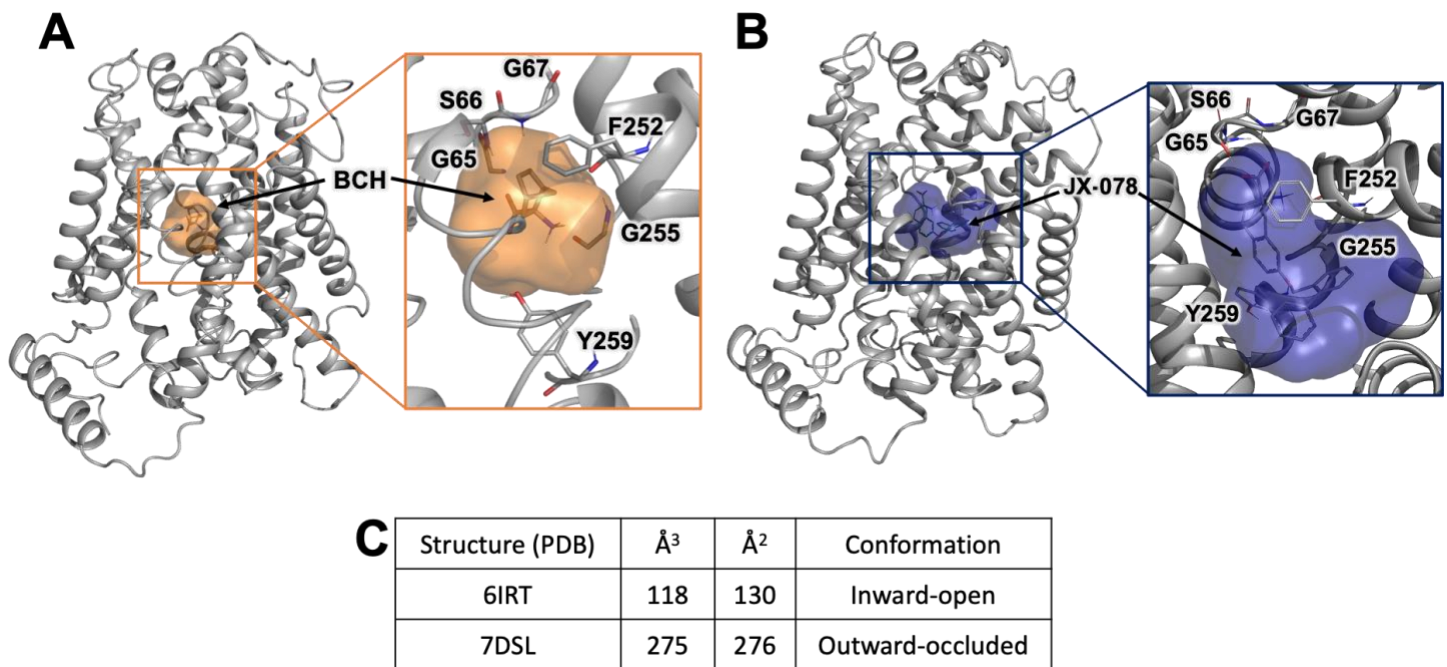 A
G67
S66
F252
G65
BCH
G255
Y259
B
S66
G67
G65
F252
JX-078
G255
Y259
C
Structure (PDB) Å³ Å² Conformation
6IRT 118 130 Inward-open
7DSL 275 276 Outward-occluded